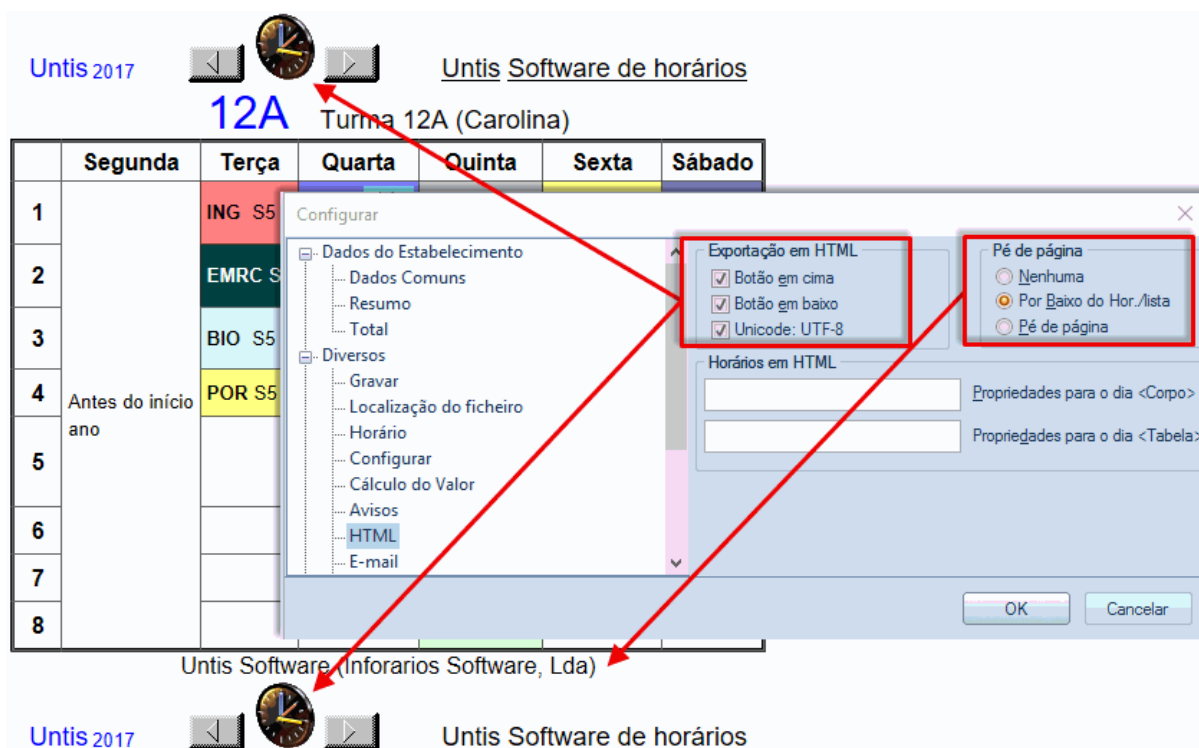 Untis 2017 Untis Software de horários
12A Turma 12A (Carolina)
Segunda Terça Quarta Quinta Sexta Sábado
1 ING S5
2 EMRC S
3 BIO S5
4 Antes do início POR S5
ano
5
6
7
8
Configurar
Dados do Estabelecimento
Dados Comuns
Resumo
Total
Diversos
Gravar
Localização do ficheiro
Horário
Configurar
Cálculo do Valor
Avisos
HTML
E-mail
Exportação em HTML
Botão em cima
Botão em baixo
Unicode: UTF-8
Pé de página
Nenhuma
Por Baixo do Hor./lista
Pé de página
Horários em HTML
Propriedades para o dia <Corpo>
Propriedades para o dia <Tabela>
OK Cancelar
Untis Software (Inforarios Software, Lda)
Untis 2017 Untis Software de horários